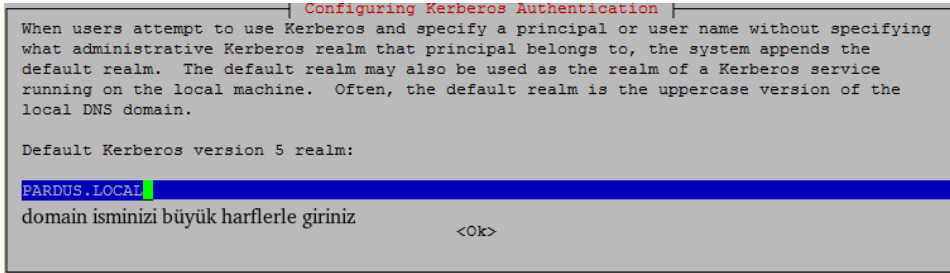 Configuring Kerberos Authentication
When users attempt to use Kerberos and specify a principal or user name without specifying
what administrative Kerberos realm that principal belongs to, the system appends the
default realm.  The default realm may also be used as the realm of a Kerberos service
running on the local machine.  Often, the default realm is the uppercase version of the
local DNS domain.
Default Kerberos version 5 realm:
PARDUS.LOCAL
domain isminizi büyük harflerle giriniz
<Ok>